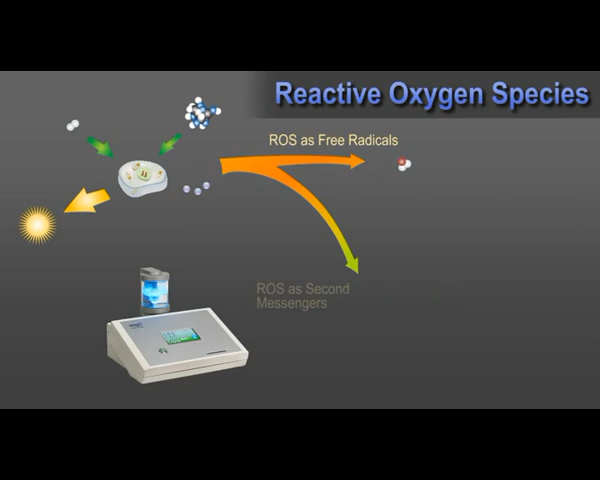 Reactive Oxygen Species
ROS as Free Radicals
ROS as Second
Messengers